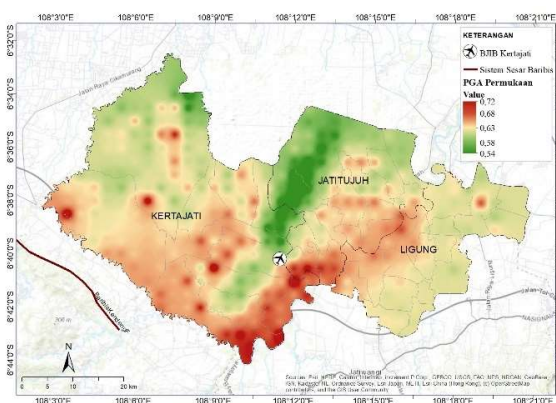 108°3'0"E 108°6'0"E 108°9'0"E 108°12'0"E 108°15'0"E 108°18'0"E 108°21'0"E
6°32'0"S
6°34'0"S
6°36'0"S
6°38'0"S
6°40'0"S
6°42'0"S
6°44'0"S
KETERANGAN
BJIB Kertajati
Sistem Sesar Baribis
PGA Permukaan
Value
0,72
0,68
0,63
0,58
0,54
JATITUJUH
KERTAJATI
LIGUNG
NASIONAL
Jatiwangi
N
0 5 10 20 km
108°3'0"E 108°6'0"E 108°9'0"E 108°12'0"E 108°15'0"E 108°18'0"E 108°21'0"E